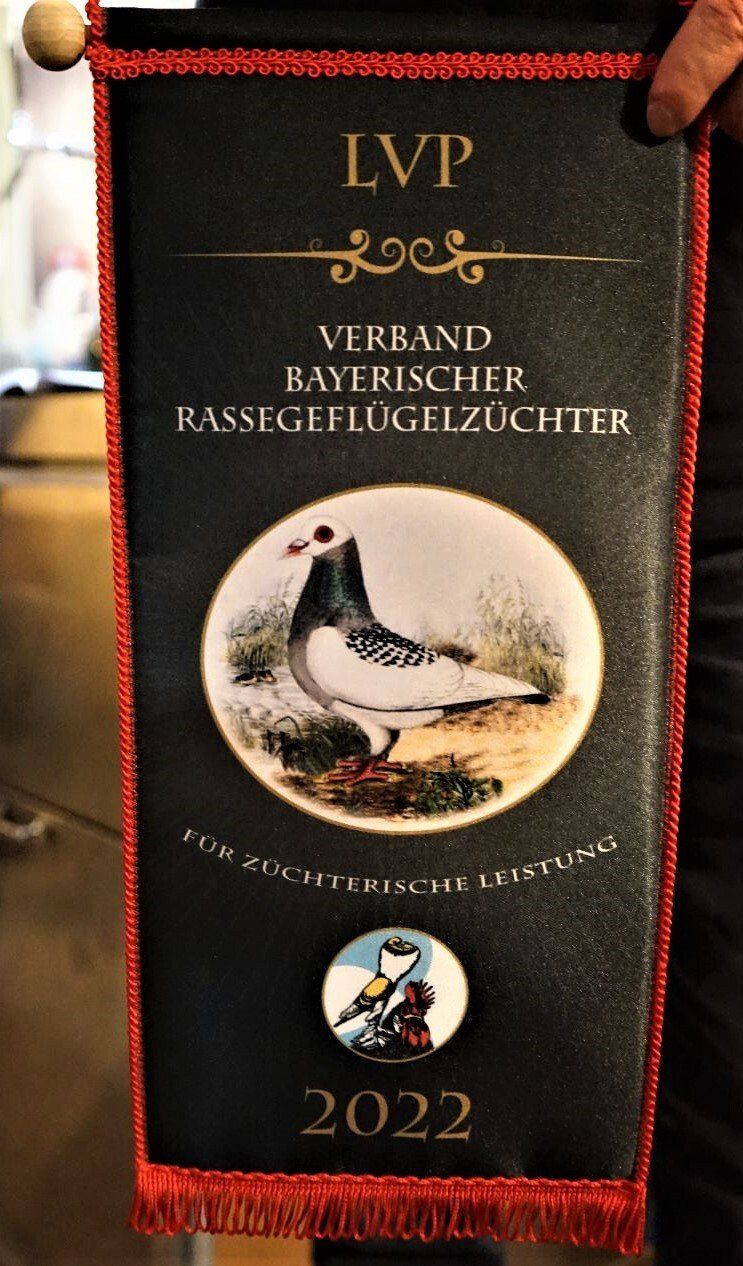 LVP
VERBAND
BAYERISCHER
RASSEGEFLÜGELZÜCHTER
FÜR ZÜCHTERISCHE LEISTUNG
2022